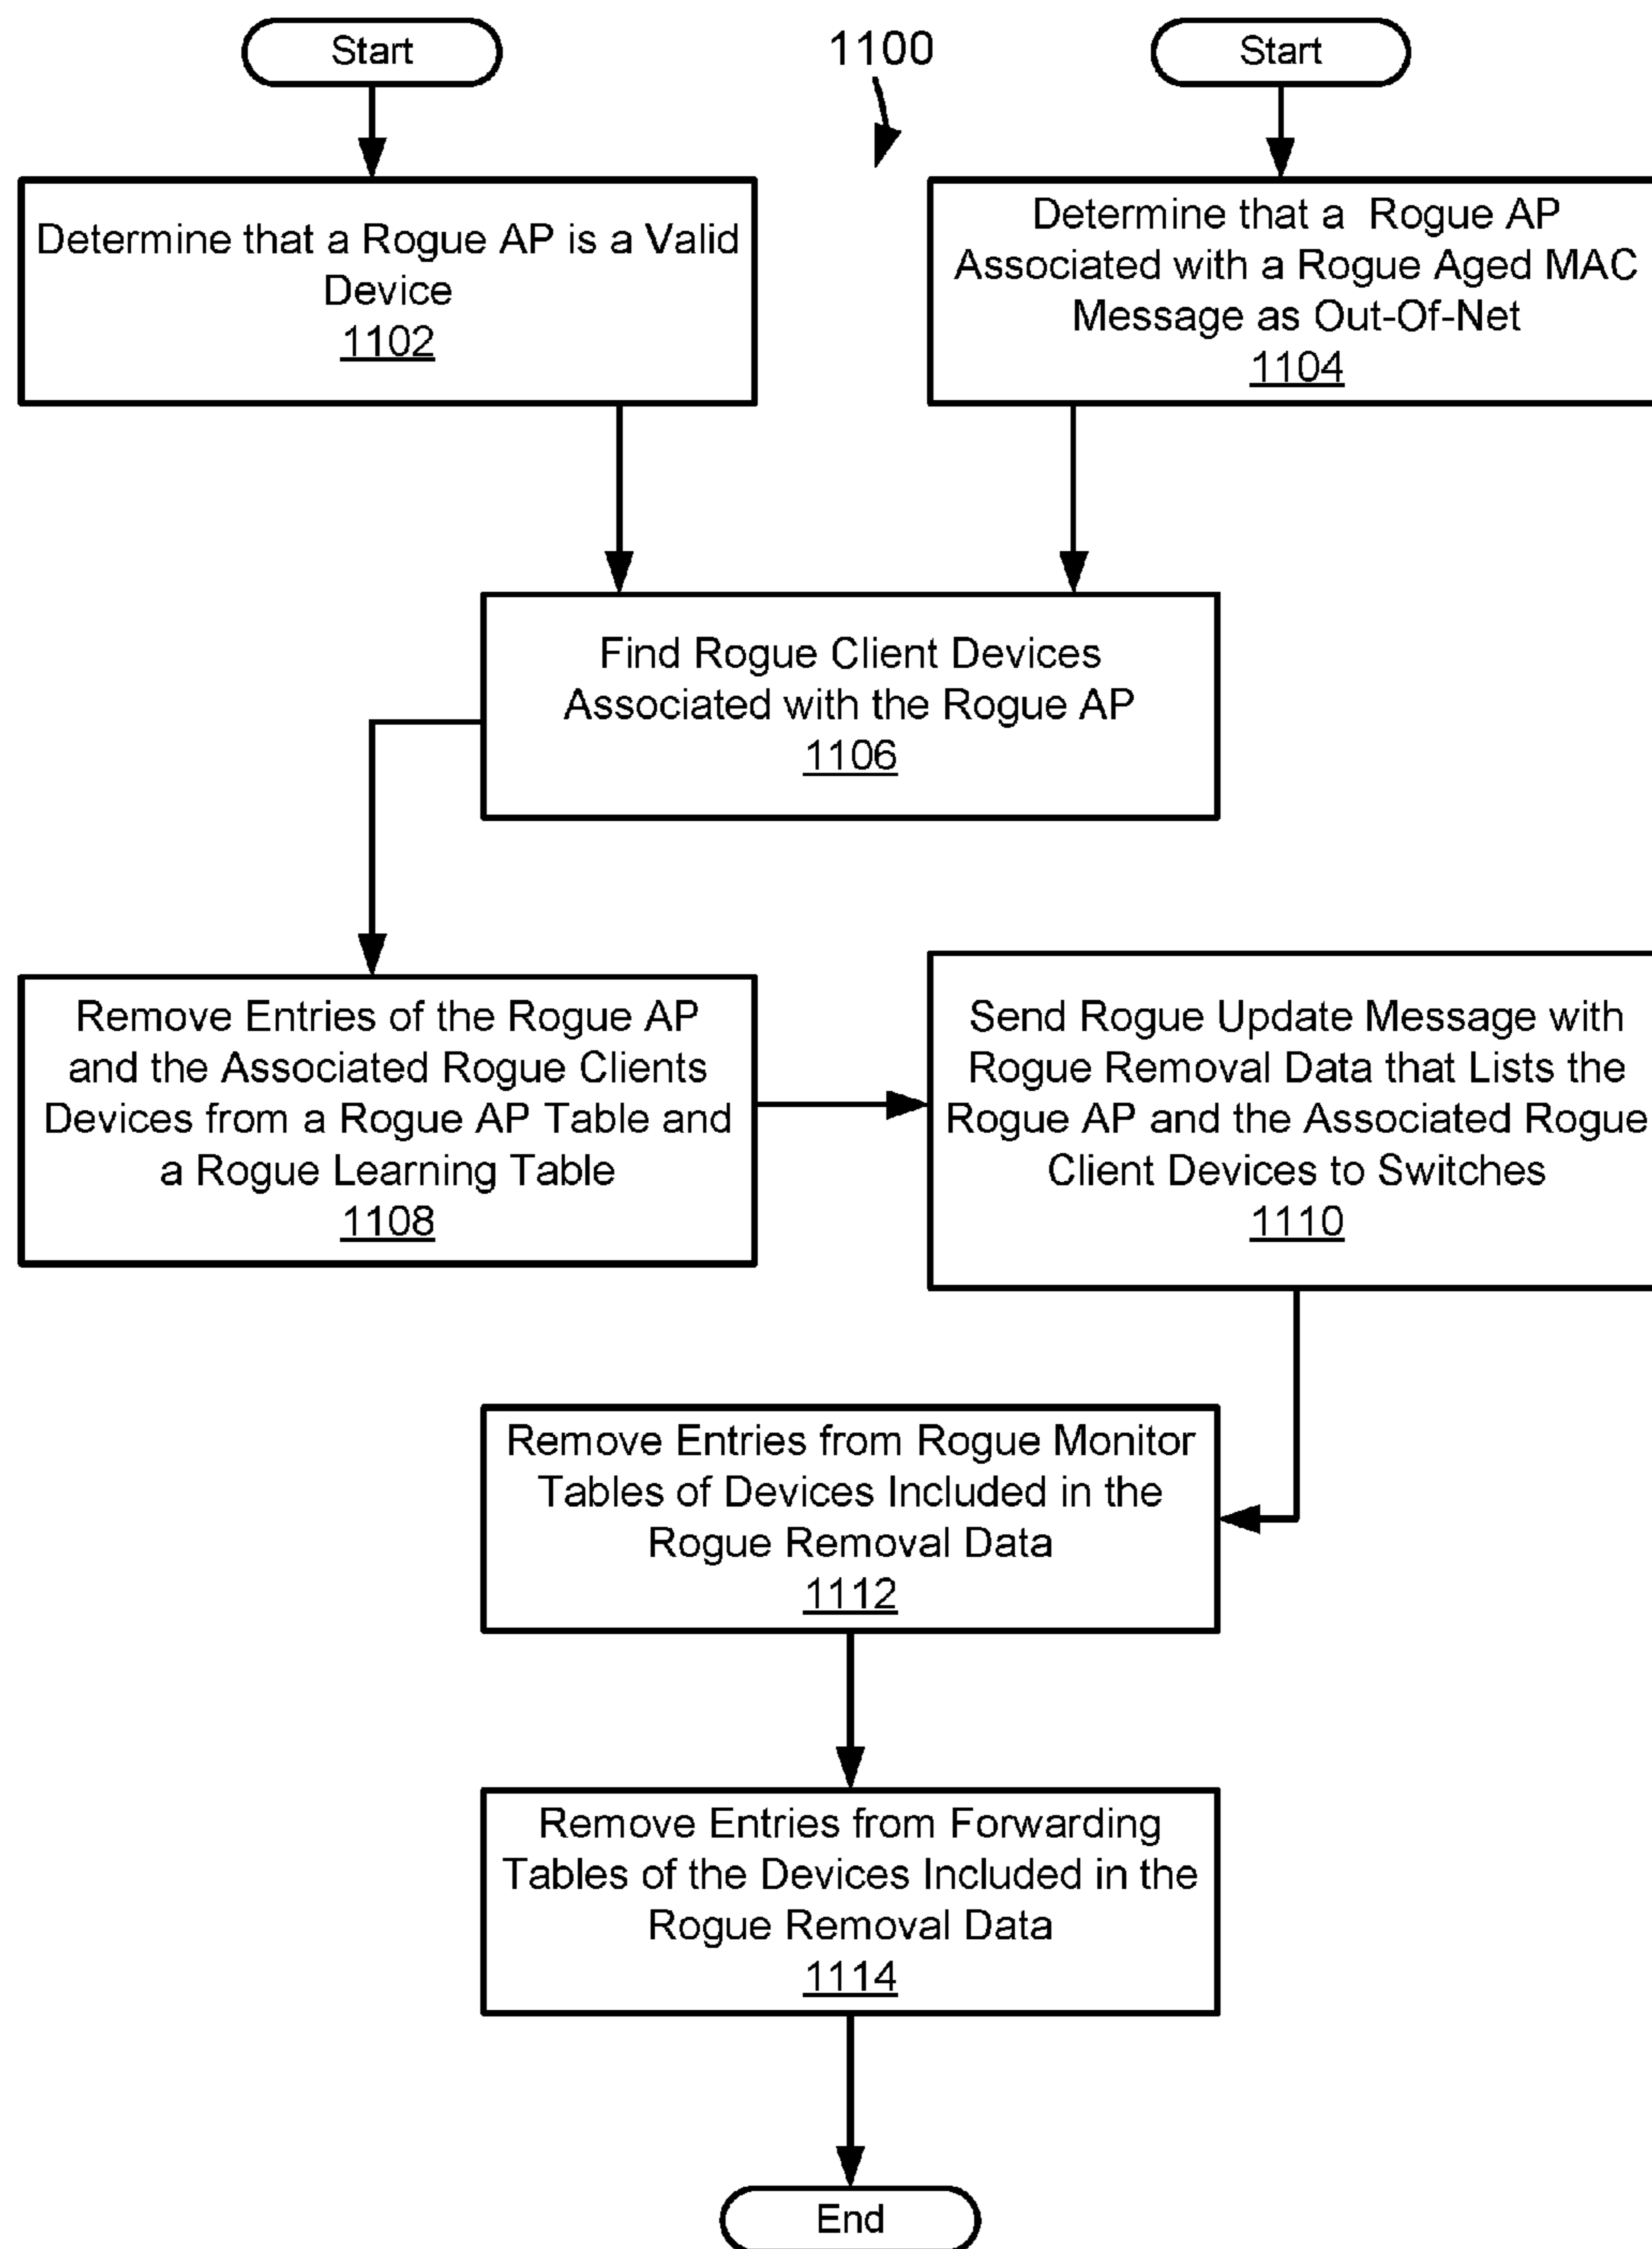 Start
1100
Start
Determine that a Rogue AP is a Valid
Device
1102
Determine that a Rogue AP
Associated with a Rogue Aged MAC
Message as Out-Of-Net
1104
Find Rogue Client Devices
Associated with the Rogue AP
1106
Remove Entries of the Rogue AP
and the Associated Rogue Clients
Devices from a Rogue AP Table and
a Rogue Learning Table
1108
Send Rogue Update Message with
Rogue Removal Data that Lists the
Rogue AP and the Associated Rogue
Client Devices to Switches
1110
Remove Entries from Rogue Monitor
Tables of Devices Included in the
Rogue Removal Data
1112
Remove Entries from Forwarding
Tables of the Devices Included in the
Rogue Removal Data
1114
End